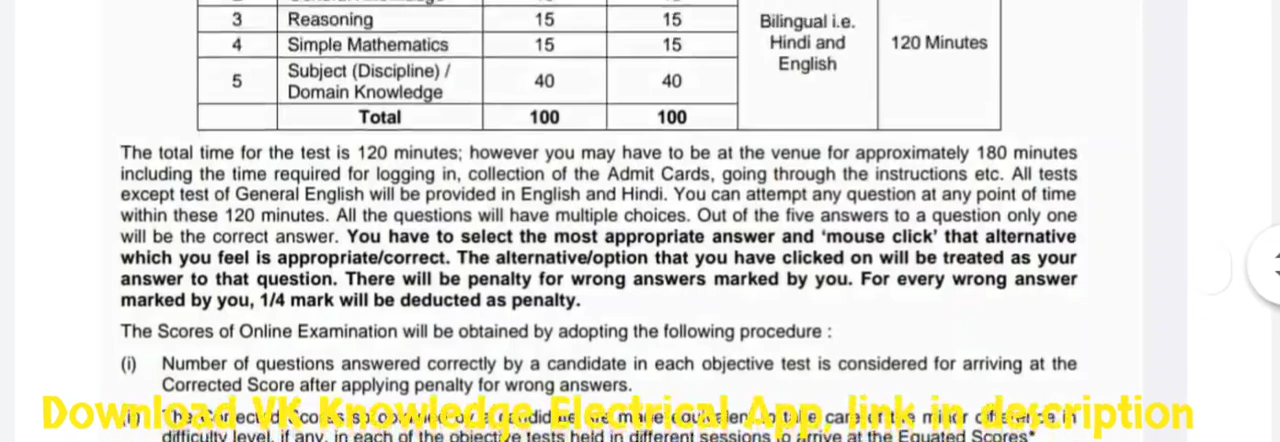 3 Reasoning 15 15
4 Simple Mathematics 15 15
Bilingual i.e.
Hindi and
English
120 Minutes
5 Subject (Discipline) /
Domain Knowledge 40 40
Total 100 100
The total time for the test is 120 minutes; however you may have to be at the venue for approximately 180 minutes
including the time required for logging in, collection of the Admit Cards, going through the instructions etc. All tests
except test of General English will be provided in English and Hindi. You can attempt any question at any point of time
within these 120 minutes. All the questions will have multiple choices. Out of the five answers to a question only one
will be the correct answer. You have to select the most appropriate answer and ‘mouse click’ that alternative
which you feel is appropriate/correct. The alternative/option that you have clicked on will be treated as your
answer to that question. There will be penalty for wrong answers marked by you. For every wrong answer
marked by you, 1/4 mark will be deducted as penalty.
The Scores of Online Examination will be obtained by adopting the following procedure :
(i) Number of questions answered correctly by a candidate in each objective test is considered for arriving at the
Corrected Score after applying penalty for wrong answers.
Download VK Knowledge Electrical App, link in description
difficulty level, if any, in each of the objective tests held in different sessions to arrive at the Equated Scores*